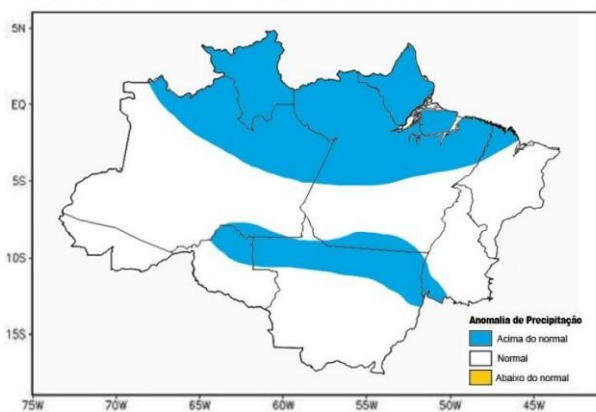 5N
EQ
5S
10S
15S
75W 70W 65W 60W 55W 50W 45W
Anomalia de Precipitação
Acima do normal
Normal
Abaixo do normal